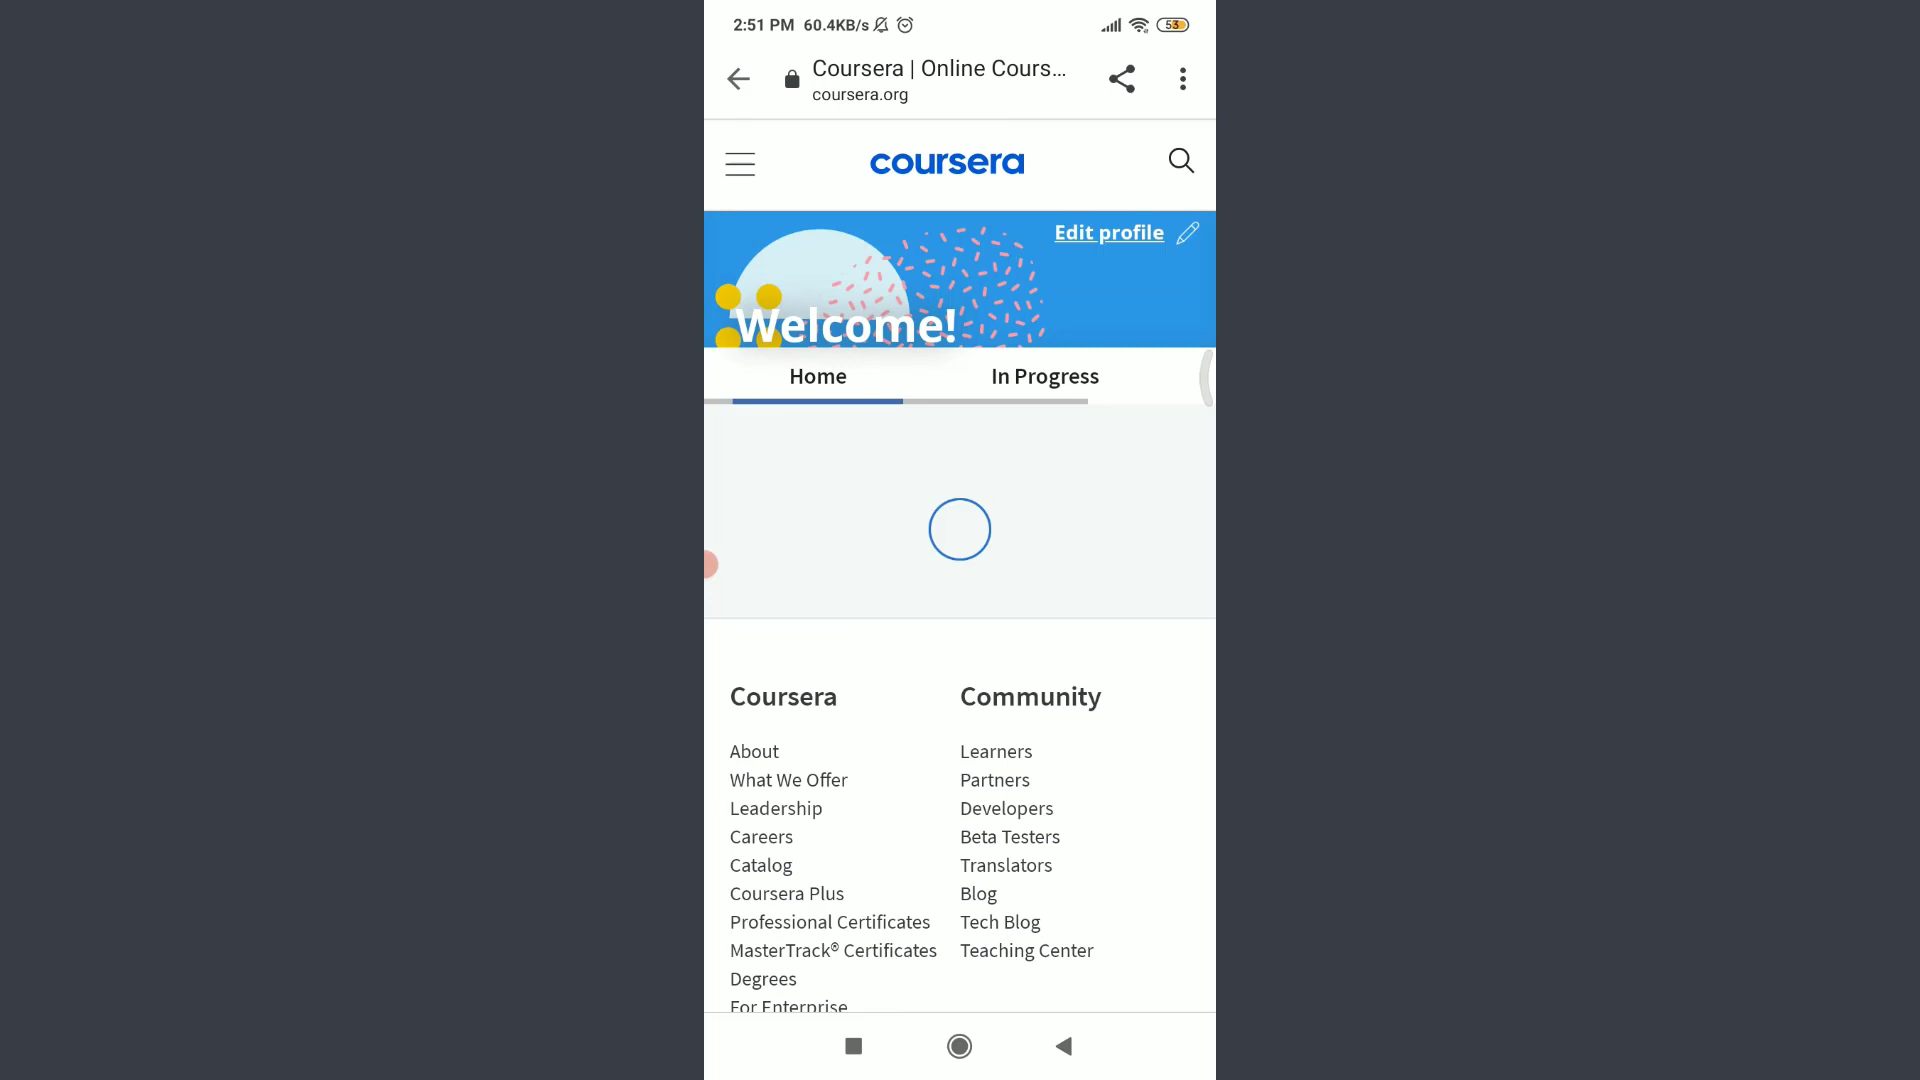 2:51 PM 60.4KB/s
53
Coursera | Online Cours...
coursera.org
coursera
Edit profile
Welcome!
Home In Progress
Coursera
About
What We Offer
Leadership
Careers
Catalog
Coursera Plus
Professional Certificates
MasterTrack® Certificates
Degrees
For Enterprise
Community
Learners
Partners
Developers
Beta Testers
Translators
Blog
Tech Blog
Teaching Center